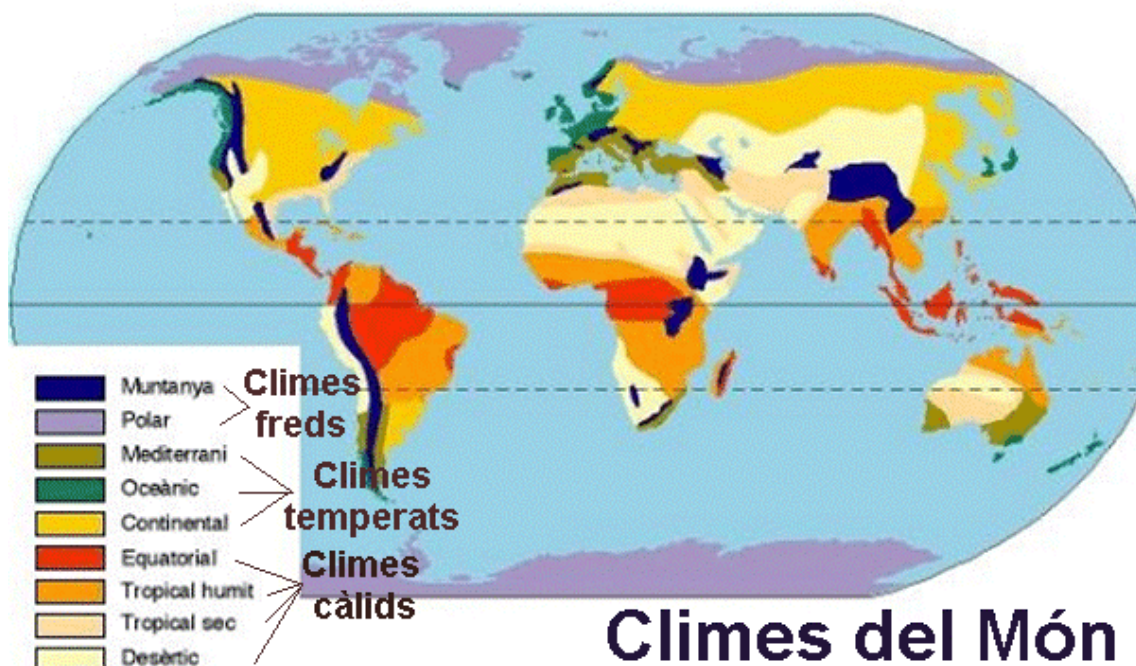 Muntanya
Polar
Climes
freds
Mediterrani
Oceànic
Continental
Climes
temperats
Equatorial
Tropical humit
Tropical sec
Desèrtic
Climes
càlids
Climes del Món